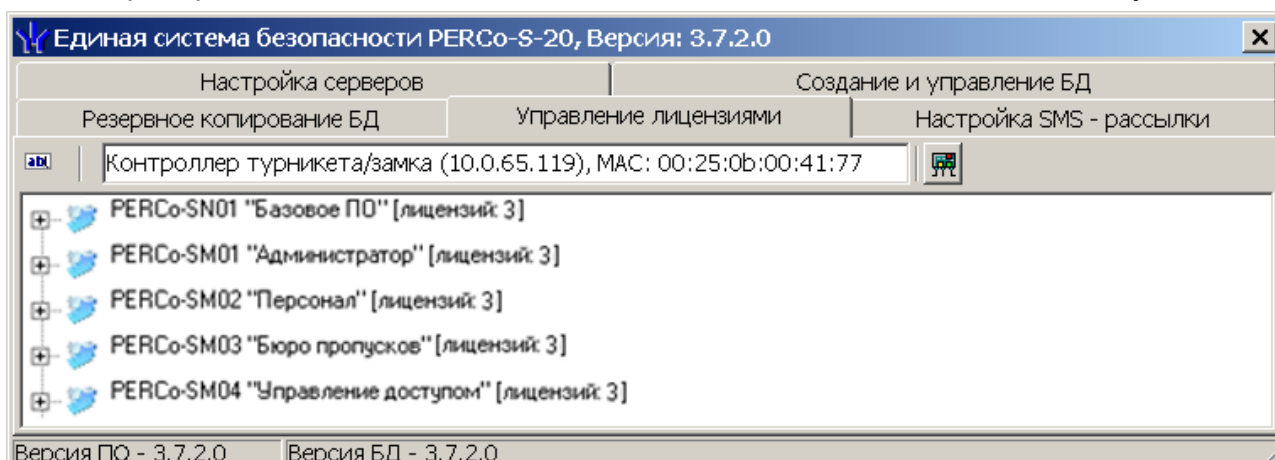 Единая система безопасности PERCo-S-20, Версия: 3.7.2.0
Настройка серверов Создание и управление БД
Резервное копирование БД Управление лицензиями Настройка SMS - рассылки
abl Контроллер турникета/замка (10.0.65.119), MAC: 00:25:0b:00:41:77
PERCo-SN01 "Базовое ПО" [лицензий: 3]
PERCo-SM01 "Администратор" [лицензий: 3]
PERCo-SM02 "Персонал" [лицензий: 3]
PERCo-SM03 "Бюро пропусков" [лицензий: 3]
PERCo-SM04 "Управление доступом" [лицензий: 3]
Версия ПО - 3.7.2.0 Версия БД - 3.7.2.0